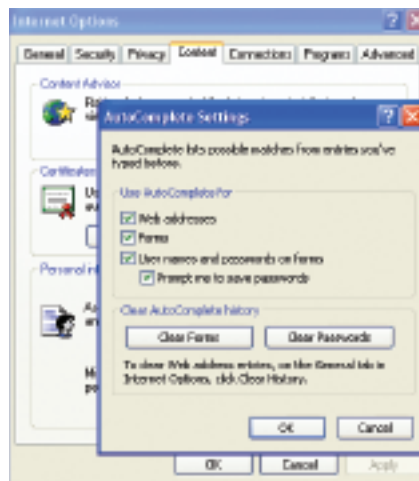 Internet Options
General Security Privacy Content Connections Programs Advanced
Content Advisor
AutoComplete Settings
AutoComplete lists possible matches from entries you've
typed before.
Use AutoComplete for
Web addresses
Forms
User names and passwords on forms
Prompt me to save passwords
Clear AutoComplete history
Clear Forms Clear Passwords
To clear Web address entries, on the General tab in
Internet Options, click Clear History.
OK Cancel
OK Cancel Apply